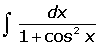 ∫ dx / (1 + cos² x)